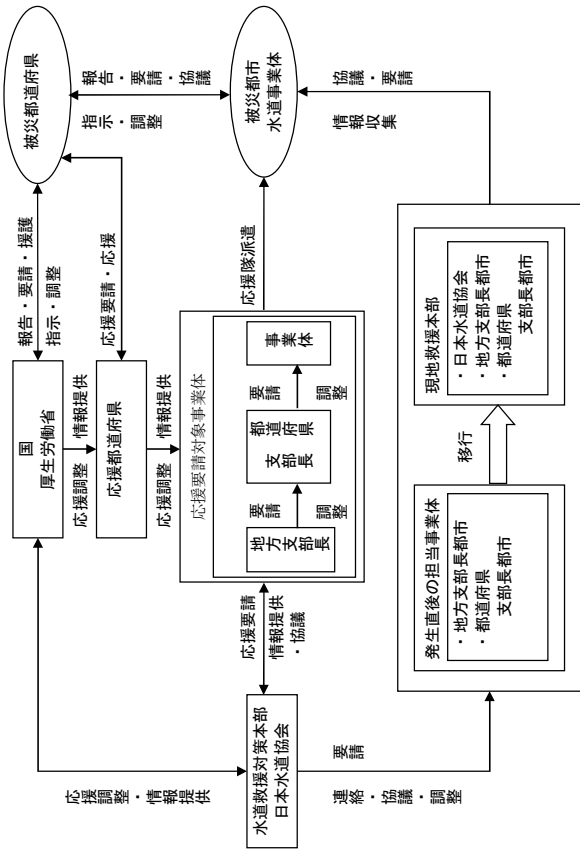 被災都道府県
報告・要請・援護
指示・調整
応援要請・応援
報告・要請・協議
指示・調整
国
厚生労働省
応援調整
情報提供
応援都道府県
応援調整
情報提供
応援要請対象事業体
地方支部長
要請
調整
都道府県
支部長
要請
調整
事業体
応援隊派遣
被災都市
水道事業体
応援調整・情報提供
応援要請
情報提供
・協議
水道救援対策本部
日本水道協会
要請
連絡・協議・調整
発生直後の担当事業体
・地方支部長都市
・都道府県
支部長都市
移行
現地救援本部
・日本水道協会
・地方支部長都市
・都道府県
支部長都市
協議・要請
情報収集